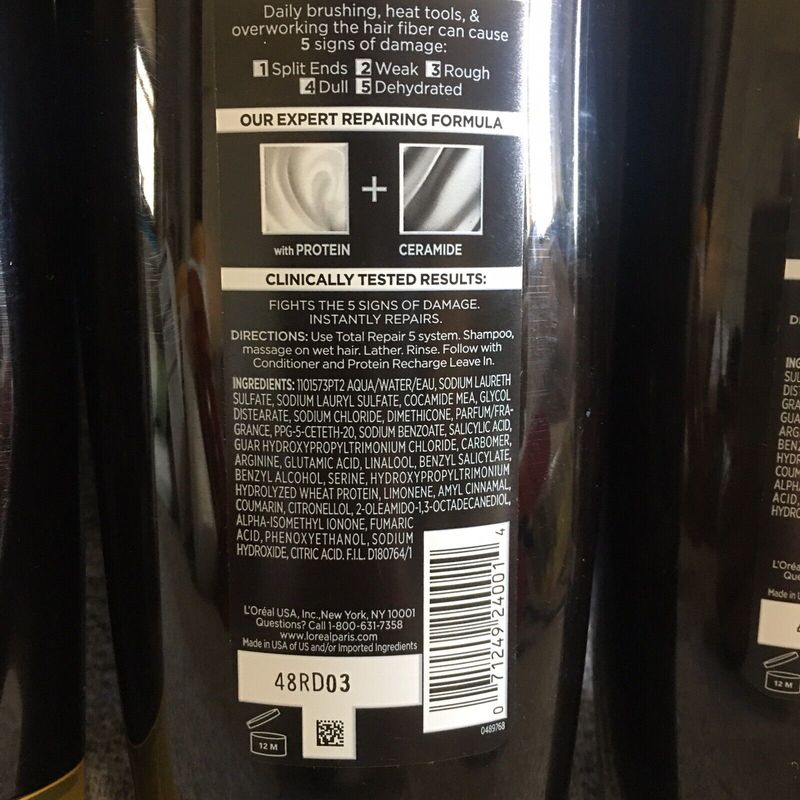 Daily brushing, heat tools, &
overworking the hair fiber can cause
5 signs of damage:
1 Split Ends 2 Weak 3 Rough
4 Dull 5 Dehydrated
OUR EXPERT REPAIRING FORMULA
+
with PROTEIN CERAMIDE
CLINICALLY TESTED RESULTS:
FIGHTS THE 5 SIGNS OF DAMAGE.
INSTANTLY REPAIRS.
DIRECTIONS: Use Total Repair 5 system. Shampoo,
massage on wet hair. Lather. Rinse. Follow with
Conditioner and Protein Recharge Leave In.
INGREDIENTS: 1101573PT2 AQUA/WATER/EAU, SODIUM LAURETH
SULFATE, SODIUM LAURYL SULFATE, COCAMIDE MEA, GLYCOL
DISTEARATE, SODIUM CHLORIDE, DIMETHICONE, PARFUM/FRA-
GRANCE, PPG-5-CETETH-20, SODIUM BENZOATE, SALICYLIC ACID,
GUAR HYDROXYPROPYLTRIMONIUM CHLORIDE, CARBOMER,
ARGININE, GLUTAMIC ACID, LINALOOL, BENZYL SALICYLATE,
BENZYL ALCOHOL, SERINE, HYDROXYPROPYLTRIMONIUM
HYDROLYZED WHEAT PROTEIN, LIMONENE, AMYL CINNAMAL,
COUMARIN, CITRONELLOL, 2-OLEAMIDO-1,3-OCTADECANEDIOL,
ALPHA-ISOMETHYL IONONE, FUMARIC
ACID, PHENOXYETHANOL, SODIUM
HYDROXIDE, CITRIC ACID. F.I.L. D180764/1
L'Oréal USA, Inc., New York, NY 10001
Questions? Call 1-800-631-7358
www.lorealparis.com
Made in USA of US and/or Imported Ingredients
48RD03
12 M
0 71249 24001 4
0489768
L'Oréa
Que
Made in U
12 M